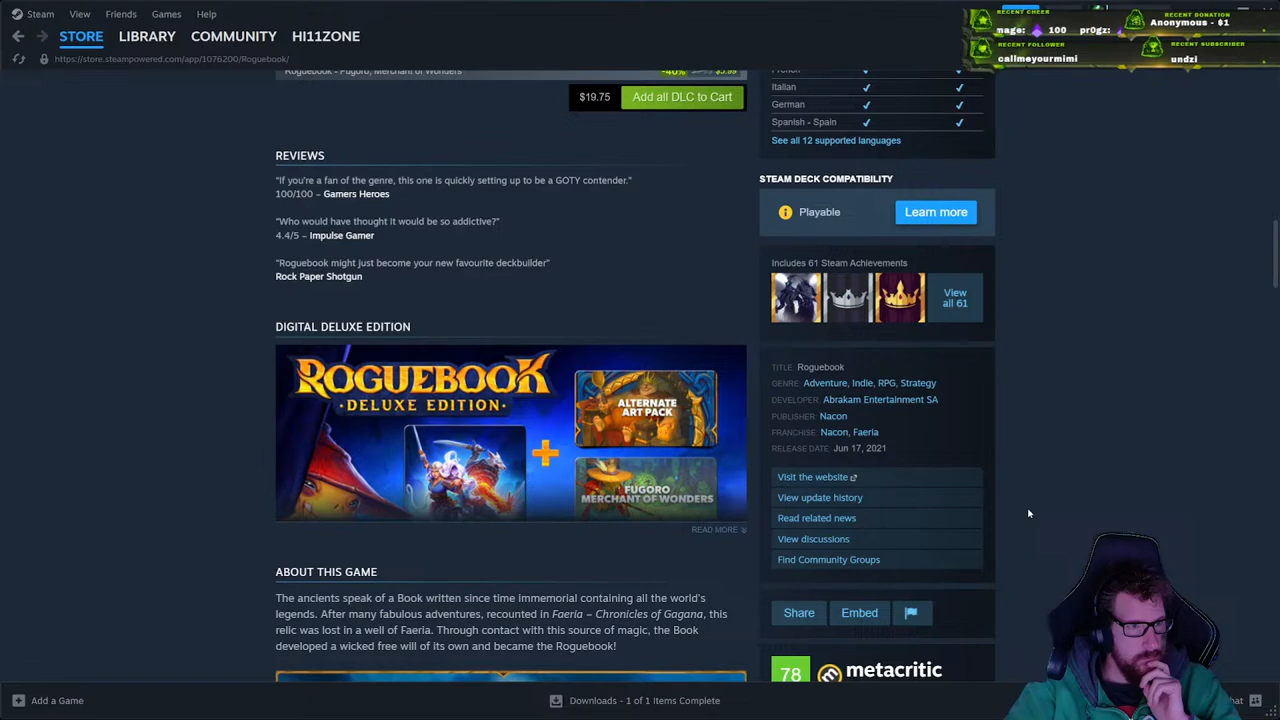 Steam View Friends Games Help
STORE LIBRARY COMMUNITY HI11ZONE
https://store.steampowered.com/app/1076200/Roguebook/
RECENT CHEER
mage: 100 pr0gz:
RECENT DONATION
Anonymous - $1
RECENT FOLLOWER
callmeyourmimi
RECENT SUBSCRIBER
undzi
Roguebook - Fugoro, Merchant of Wonders
-40% $5.99
$19.75 Add all DLC to Cart
REVIEWS
“If you're a fan of the genre, this one is quickly setting up to be a GOTY contender.”
100/100 – Gamers Heroes
“Who would have thought it would be so addictive?”
4.4/5 – Impulse Gamer
“Roguebook might just become your new favourite deckbuilder”
Rock Paper Shotgun
DIGITAL DELUXE EDITION
ROGUEBOOK
·DELUXE EDITION·
ALTERNATE
ART PACK
FUGORO
MERCHANT OF WONDERS
READ MORE
ABOUT THIS GAME
The ancients speak of a Book written since time immemorial containing all the world's
legends. After many fabulous adventures, recounted in Faeria – Chronicles of Gagana, this
relic was lost in a well of Faeria. Through contact with this source of magic, the Book
developed a wicked free will of its own and became the Roguebook!
French
Italian ✔ ✔
German ✔ ✔
Spanish - Spain ✔ ✔
See all 12 supported languages
STEAM DECK COMPATIBILITY
Playable Learn more
Includes 61 Steam Achievements
View
all 61
TITLE: Roguebook
GENRE: Adventure, Indie, RPG, Strategy
DEVELOPER: Abrakam Entertainment SA
PUBLISHER: Nacon
FRANCHISE: Nacon, Faeria
RELEASE DATE: Jun 17, 2021
Visit the website
View update history
Read related news
View discussions
Find Community Groups
Share Embed
78 metacritic
Add a Game
Downloads - 1 of 1 Items Complete